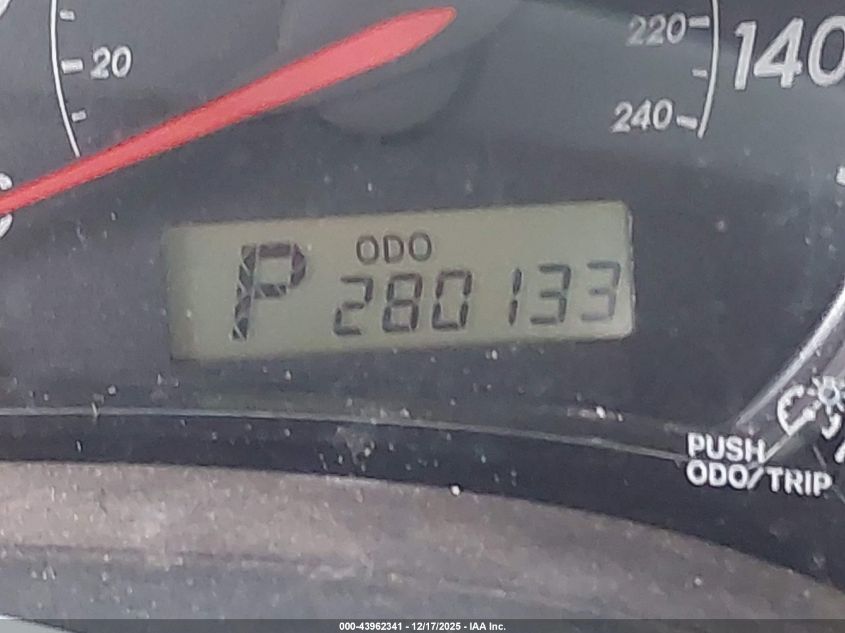 220
20
140
240
ODO
P 280133
PUSH
ODO/TRIP
000-43962341 - 12/17/2025 - IAA Inc.